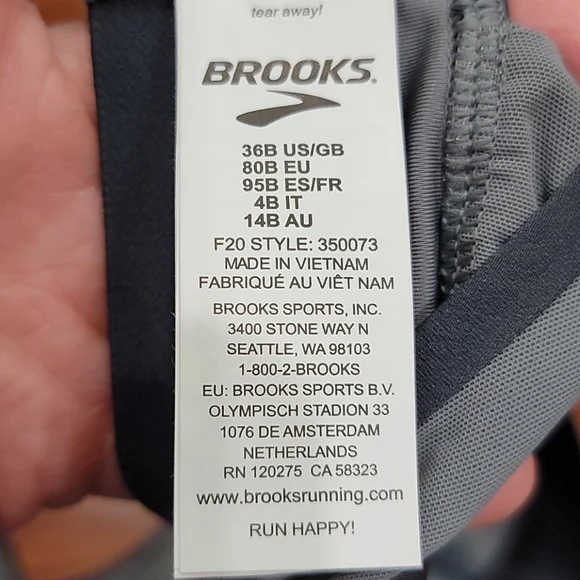 tear away!
BROOKS.
36B US/GB
80B EU
95B ES/FR
4B IT
14B AU
F20 STYLE: 350073
MADE IN VIETNAM
FABRIQUÉ AU VIÊT NAM
BROOKS SPORTS, INC.
3400 STONE WAY N
SEATTLE, WA 98103
1-800-2-BROOKS
EU: BROOKS SPORTS B.V.
OLYMPISCH STADION 33
1076 DE AMSTERDAM
NETHERLANDS
RN 120275 CA 58323
www.brooksrunning.com
RUN HAPPY!